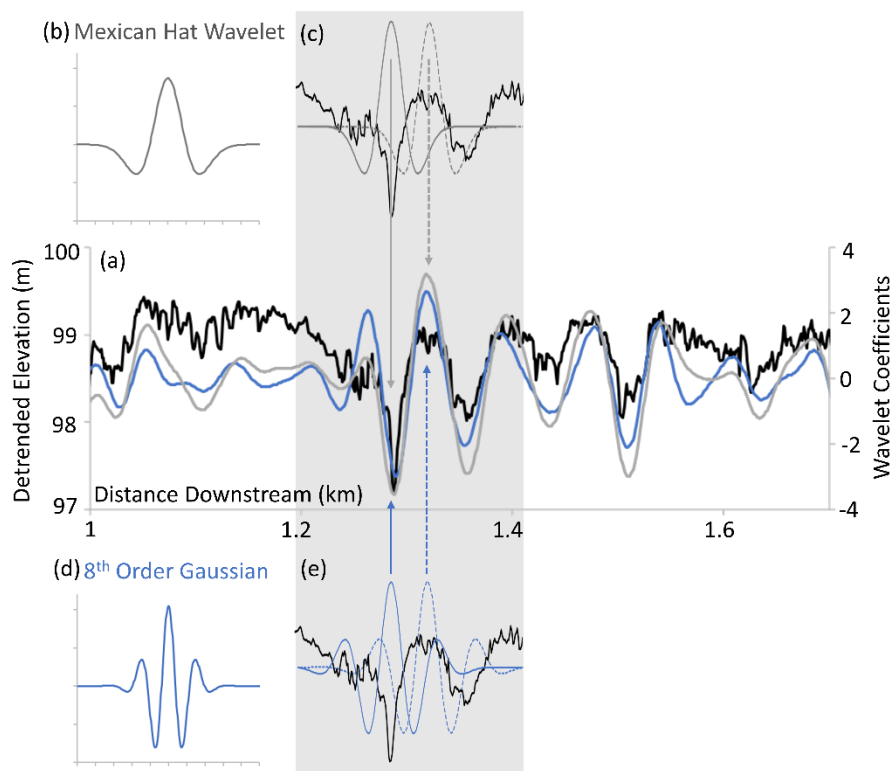 (b) Mexican Hat Wavelet
(c)
(a)
Detrended Elevation (m)
100
99
98
97
4
2
0
-2
-4
Wavelet Coefficients
Distance Downstream (km)
1
1.2
1.4
1.6
(d) 8th Order Gaussian
(e)